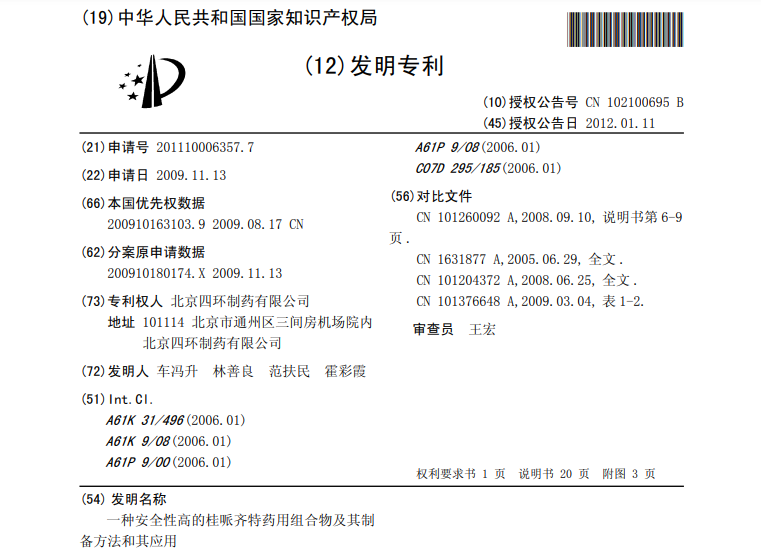 (19)中华人民共和国国家知识产权局
(12)发明专利
(10)授权公告号 CN 102100695 B
(45)授权公告日 2012.01.11
(21)申请号 201110006357.7
(22)申请日 2009.11.13
(66)本国优先权数据
200910163103.9 2009.08.17 CN
(62)分案原申请数据
200910180174.X 2009.11.13
(73)专利权人 北京四环制药有限公司
地址 101114 北京市通州区三间房机场院内
北京四环制药有限公司
(72)发明人 车冯升 林善良 范扶民 霍彩霞
(51)Int.Cl.
A61K 31/496(2006.01)
A61K 9/08(2006.01)
A61P 9/00(2006.01)
A61P 9/08(2006.01)
C07D 295/185(2006.01)
(56)对比文件
CN 101260092 A,2008.09.10,说明书第6-9
页.
CN 1631877 A,2005.06.29,全文.
CN 101204372 A,2008.06.25,全文.
CN 101376648 A,2009.03.04,表1-2.
审查员 王宏
权利要求书 1 页 说明书 20 页 附图 3 页
(54)发明名称
一种安全性高的桂哌齐特药用组合物及其制
备方法和其应用